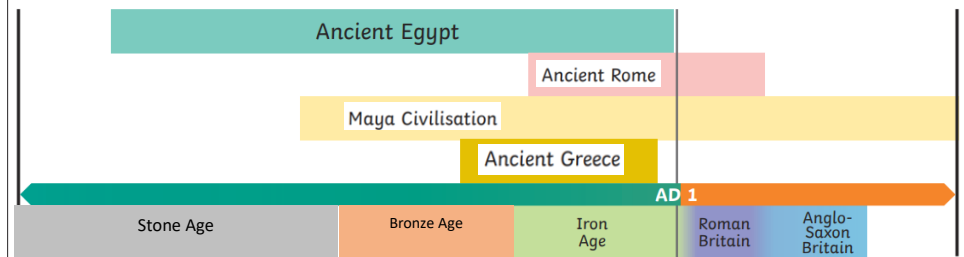 Ancient Egypt
Ancient Rome
Maya Civilisation
Ancient Greece
AD 1
Stone Age
Bronze Age
Iron
Age
Roman
Britain
Anglo-
Saxon
Britain